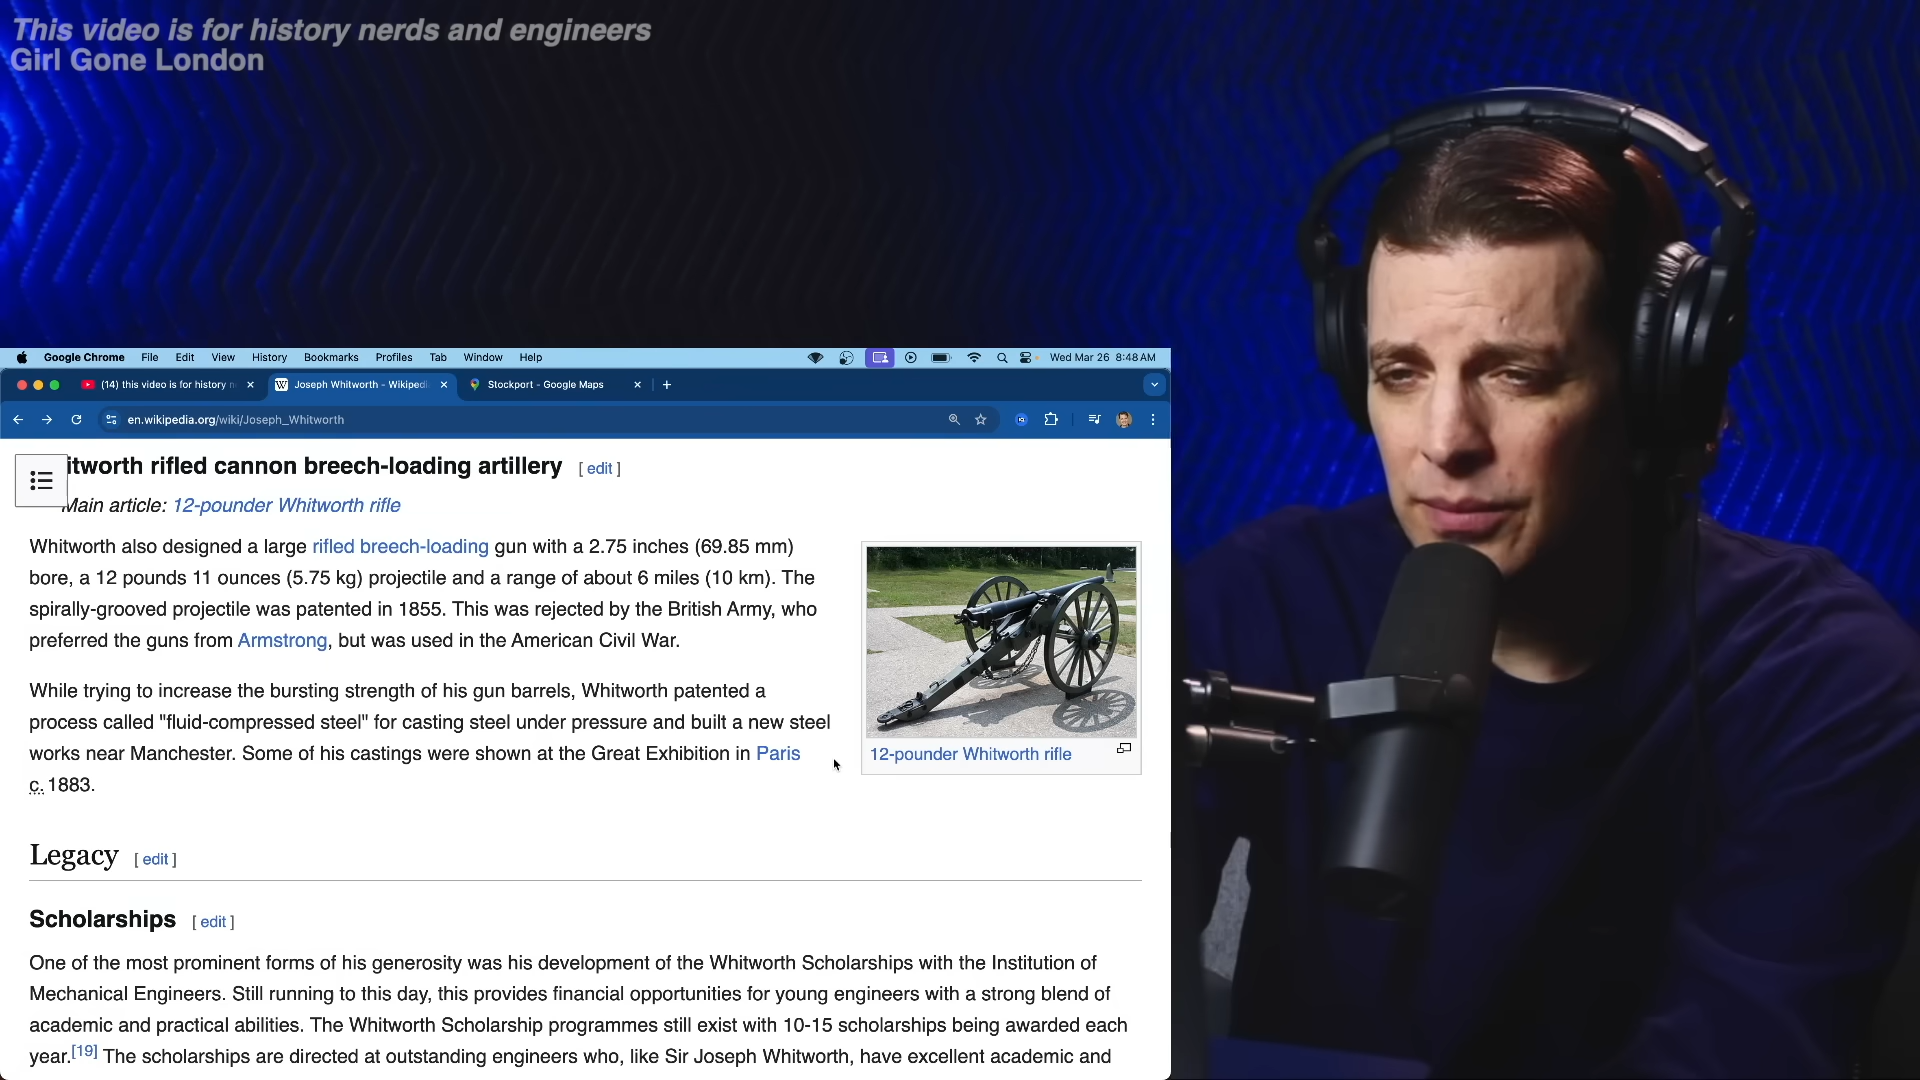 This video is for history nerds and engineers
Girl Gone London
Google Chrome File Edit View History Bookmarks Profiles Tab Window Help Wed Mar 26 8:48 AM
(14) this video is for history n
Joseph Whitworth - Wikipedi
Stockport - Google Maps
en.wikipedia.org/wiki/Joseph_Whitworth
itworth rifled cannon breech-loading artillery [ edit ]
Main article: 12-pounder Whitworth rifle
Whitworth also designed a large rifled breech-loading gun with a 2.75 inches (69.85 mm)
bore, a 12 pounds 11 ounces (5.75 kg) projectile and a range of about 6 miles (10 km). The
spirally-grooved projectile was patented in 1855. This was rejected by the British Army, who
preferred the guns from Armstrong, but was used in the American Civil War.
While trying to increase the bursting strength of his gun barrels, Whitworth patented a
process called "fluid-compressed steel" for casting steel under pressure and built a new steel
works near Manchester. Some of his castings were shown at the Great Exhibition in Paris
c. 1883.
12-pounder Whitworth rifle
Legacy [ edit ]
Scholarships [ edit ]
One of the most prominent forms of his generosity was his development of the Whitworth Scholarships with the Institution of
Mechanical Engineers. Still running to this day, this provides financial opportunities for young engineers with a strong blend of
academic and practical abilities. The Whitworth Scholarship programmes still exist with 10-15 scholarships being awarded each
year.[19] The scholarships are directed at outstanding engineers who, like Sir Joseph Whitworth, have excellent academic and